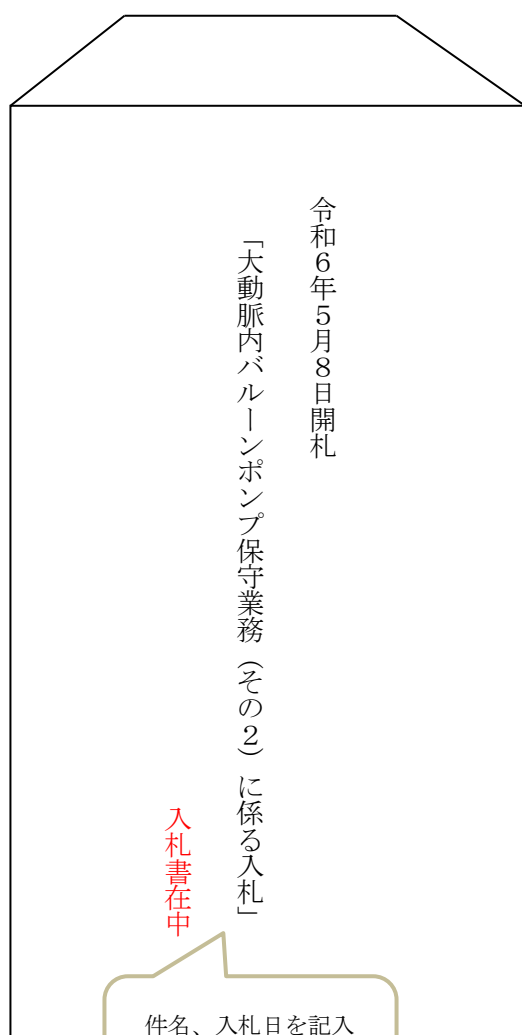 令和６年５月８日開札
「大動脈内バルーンポンプ保守業務（その２）に係る入札」
入札書在中
件名、入札日を記入